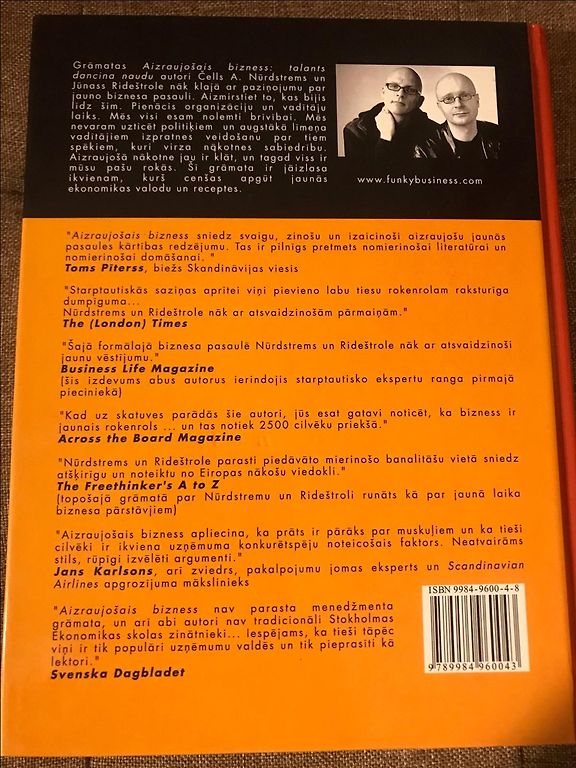 Grāmatas Aizraujošais bizness: talants
dancina naudu autori Čells A. Nūrdstrems un
Jūnass Rideštrole nāk klajā ar paziņojumu par
jauno biznesa pasauli. Aizmirstiet to, kas bijis
līdz šim. Pienācis organizāciju un vadītāju
laiks. Mēs visi esam nolemti brīvībai. Mēs
nevaram uzticēt politiķiem un augstākā līmeņa
vadītājiem izpratnes veidošanu par tiem
spēkiem, kuri virza nākotnes sabiedrību.
Aizraujošā nākotne jau ir klāt, un tagad viss ir
mūsu pašu rokās. Šī grāmata ir jāizlasa
ikvienam, kurš cenšas apgūt jaunās
ekonomikas valodu un receptes.
www.funkybusiness.com
"Aizraujošais bizness sniedz svaigu, zinošu un izaicinoši aizraujošu jaunās
pasaules kārtības redzējumu. Tas ir pilnīgs pretmets nomierinošai literatūrai un
nomierinošai domāšanai. "
Toms Pīterss, biežs Skandināvijas viesis
"Starptautiskās saziņas apritei viņi pievieno labu tiesu rokenrolam raksturīga
dumpīguma...
Nūrdstrems un Rideštrole nāk ar atsvaidzinošām pārmaiņām."
The (London) Times
"Šajā formālajā biznesa pasaulē Nūrdstrems un Rideštrole nāk ar atsvaidzinoši
jaunu vēstījumu."
Business Life Magazine
(šis izdevums abus autorus ierindojis starptautisko ekspertu ranga pirmajā
pieciniekā)
"Kad uz skatuves parādās šie autori, jūs esat gatavi noticēt, ka bizness ir
jaunais rokenrols ... un tas notiek 2500 cilvēku priekšā."
Across the Board Magazine
"Nūrdstrems un Rideštrole parasti piedāvāto mierinošo banalitāšu vietā sniedz
atšķirīgu un noteiktu no Eiropas nākošu viedokli."
The Freethinker's A to Z
(topošajā grāmatā par Nūrdstremu un Rideštroli runāts kā par jaunā laika
biznesa pārstāvjiem)
"Aizraujošais bizness apliecina, ka prāts ir pārāks par muskuļiem un ka tieši
cilvēki ir ikviena uzņēmuma konkurētspēju noteicošais faktors. Neatvairāms
stils, rūpīgi izvēlēti argumenti."
Jans Karlsons, arī zviedrs, pakalpojumu jomas eksperts un Scandinavian
Airlines apgrozījuma mākslinieks
"Aizraujošais bizness nav parasta menedžmenta
grāmata, un arī abi autori nav tradicionāli Stokholmas
Ekonomikas skolas zinātnieki... Iespējams, ka tieši tāpēc
viņi ir tik populāri uzņēmumu valdēs un tik pieprasīti kā
lektori."
Svenska Dagbladet
ISBN 9984-9600-4-8
9 789984 960043